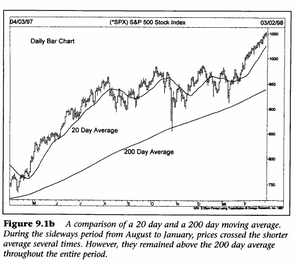 04/03/97 (*SPX) S&P 500 Stock Index 03/02/98
Daily Bar Chart
1050
1000
950
900
850
800
750
20 Day Average
200 Day Average
M J J A S O N D F
Figure 9.1b A comparison of a 20 day and a 200 day moving average.
During the sideways period from August to January, prices crossed the shorter
average several times. However, they remained above the 200 day average
throughout the entire period.